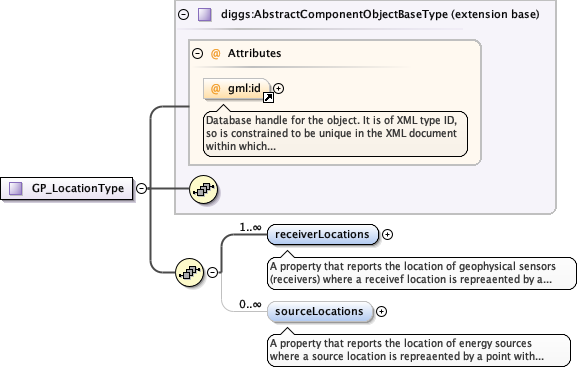 diggs:AbstractComponentObjectBaseType (extension base)
@ Attributes
@ gml:id
Database handle for the object. It is of XML type ID,
so is constrained to be unique in the XML document
within which...
GP_LocationType
1..∞
receiverLocations
A property that reports the location of geophysical sensors
(receivers) where a receivef location is repreaented by a...
0..∞
sourceLocations
A property that reports the location of energy sources
where a source location is repreaented by a point with...